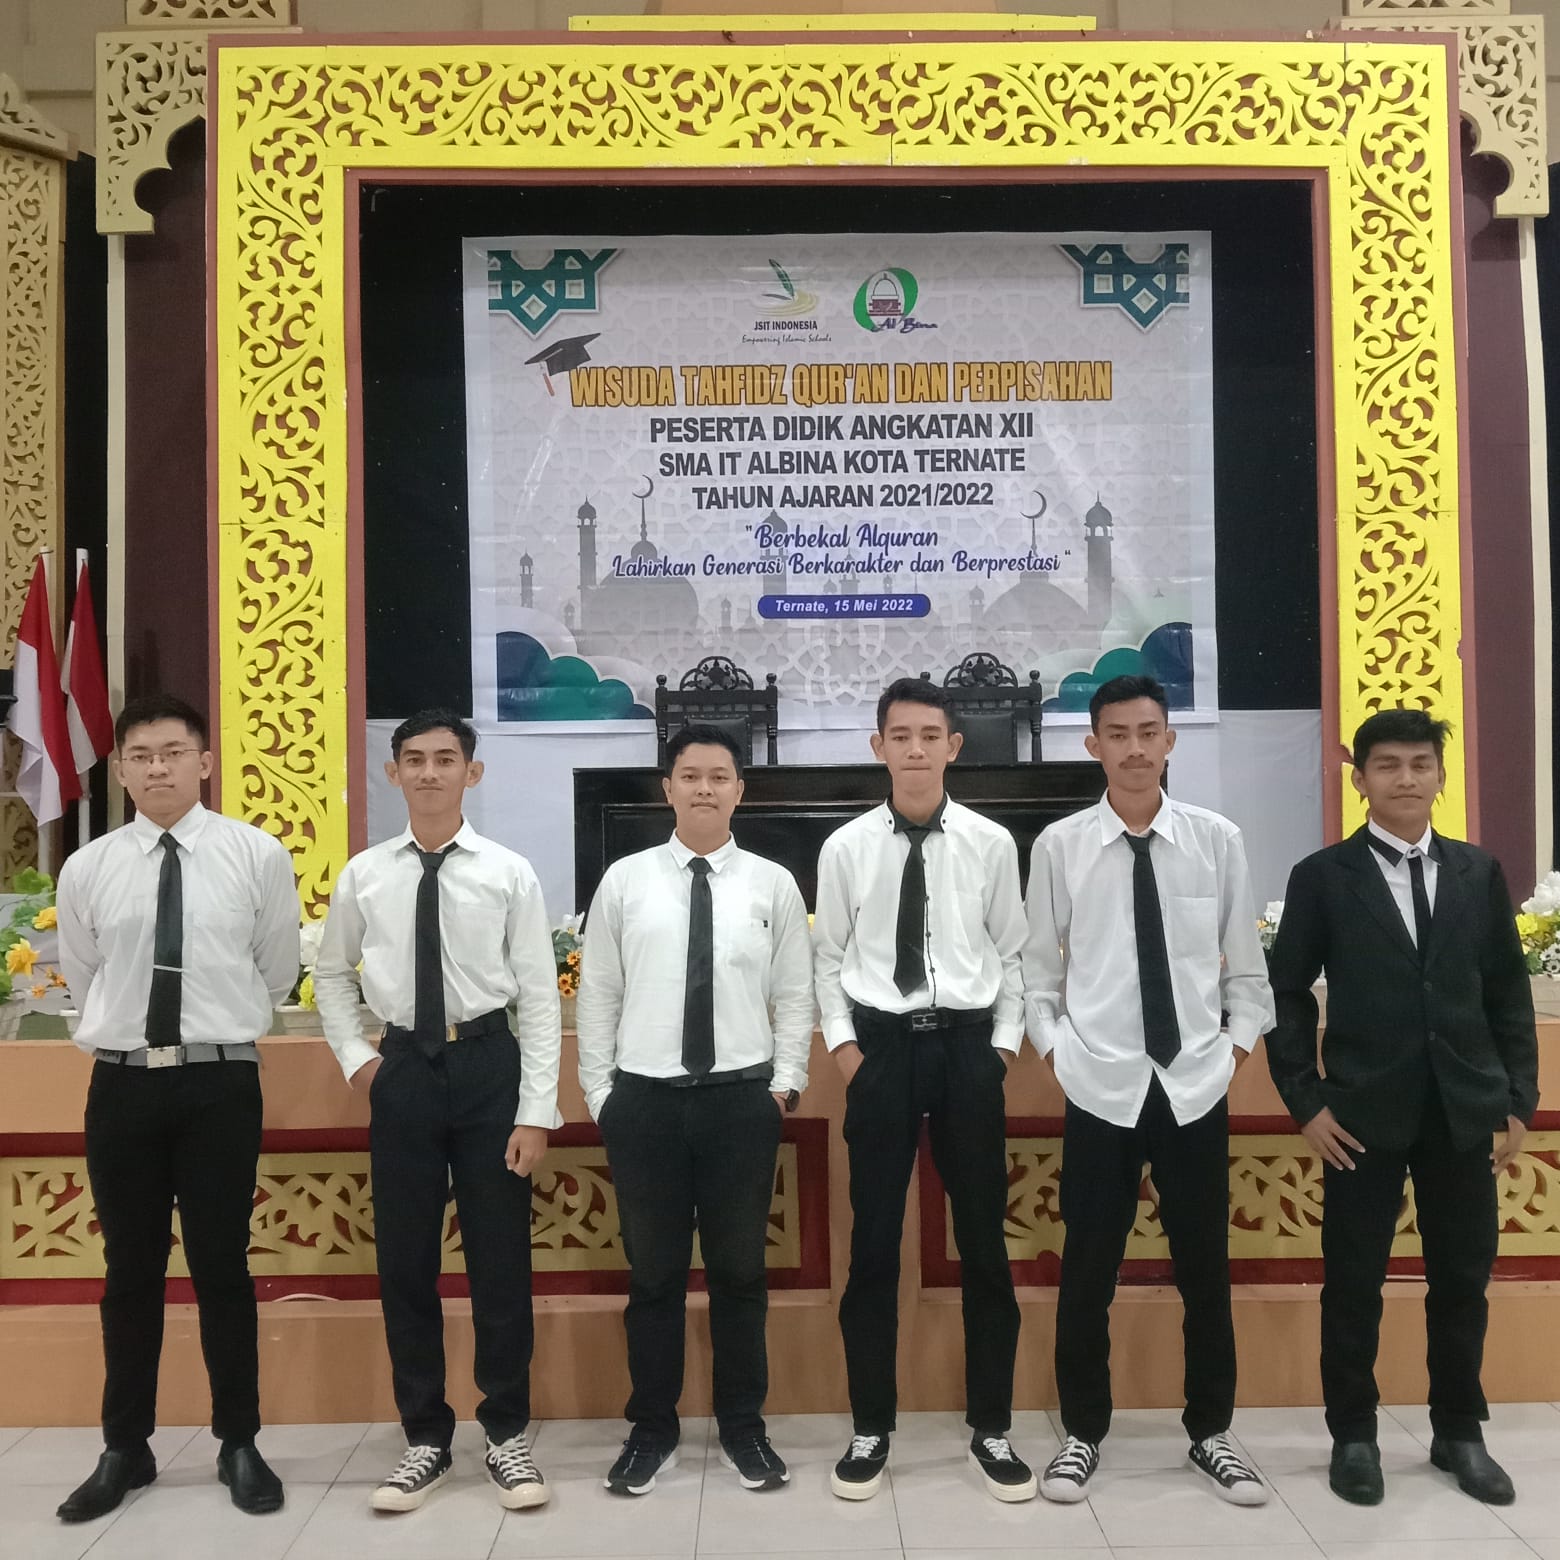 JSIT INDONESIA
Empowering Islamic Schools
Al Bina
WISUDA TAHFIDZ QUR'AN DAN PERPISAHAN
PESERTA DIDIK ANGKATAN XII
SMA IT ALBINA KOTA TERNATE
TAHUN AJARAN 2021/2022
"Berbekal Alquran
Lahirkan Generasi Berkarakter dan Berprestasi"
Ternate, 15 Mei 2022